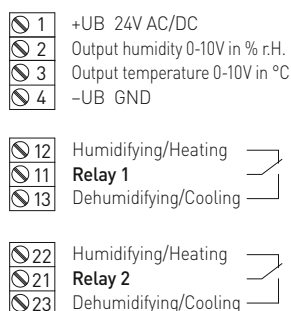 1 +UB 24V AC/DC
2 Output humidity 0-10V in % r.H.
3 Output temperature 0-10V in °C
4 –UB GND
12 Humidifying/Heating
11 Relay 1
13 Dehumidifying/Cooling
22 Humidifying/Heating
21 Relay 2
23 Dehumidifying/Cooling